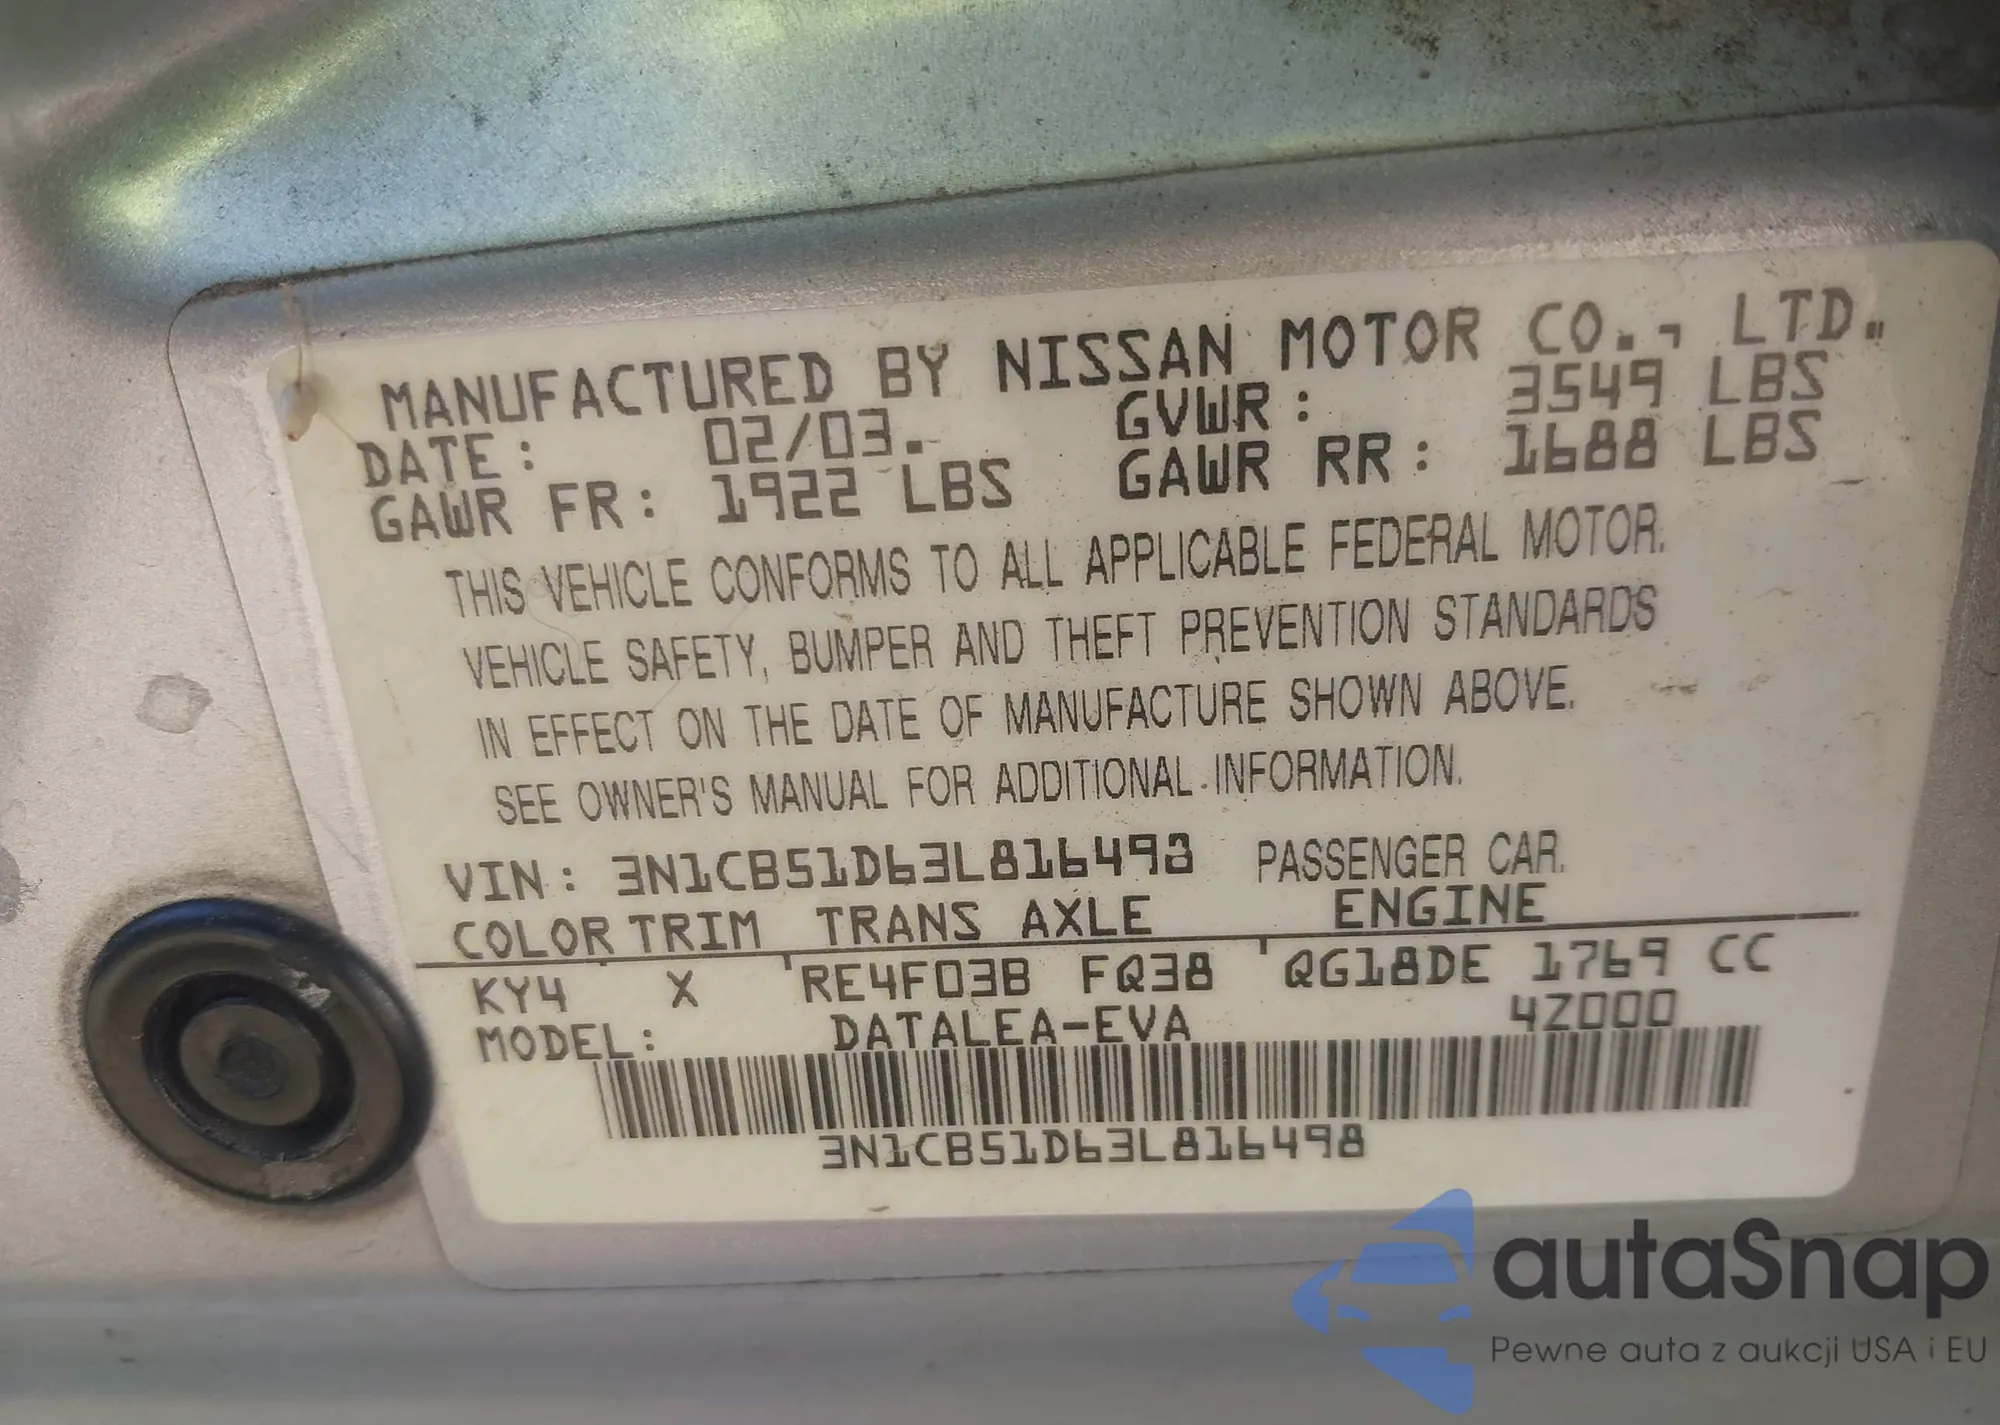 MANUFACTURED BY NISSAN MOTOR CO., LTD.
DATE: 02/03. GVWR: 3549 LBS
GAWR FR: 1922 LBS GAWR RR: 1688 LBS
THIS VEHICLE CONFORMS TO ALL APPLICABLE FEDERAL MOTOR.
VEHICLE SAFETY, BUMPER AND THEFT PREVENTION STANDARDS
IN EFFECT ON THE DATE OF MANUFACTURE SHOWN ABOVE.
SEE OWNER'S MANUAL FOR ADDITIONAL INFORMATION.
VIN: 3N1CB51D63L816498 PASSENGER CAR.
COLOR TRIM TRANS AXLE ENGINE
KY4 X RE4F03B FQ38 QG18DE 1769 CC
MODEL: DATALEA-EVA 4Z000
3N1CB51D63L816498
autaSnap
Pewne auta z aukcji USA i EU